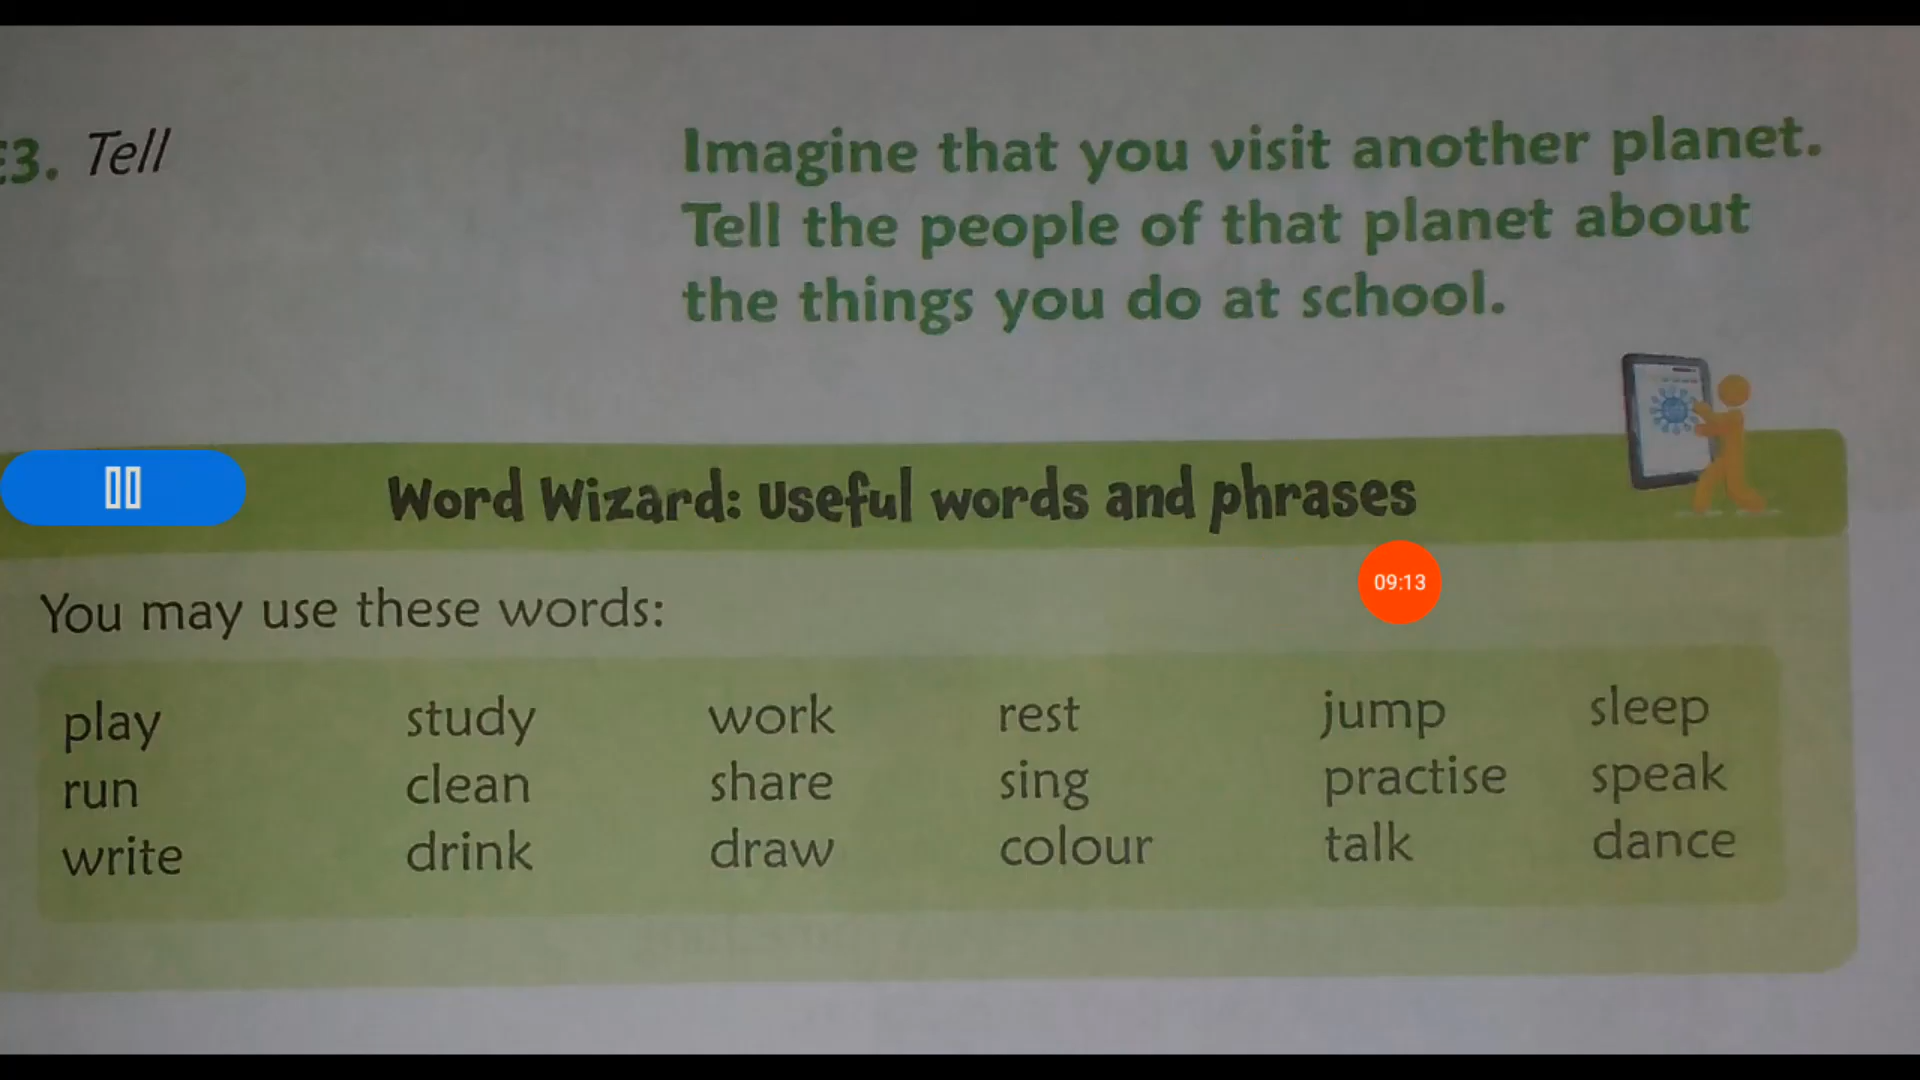 3. Tell
Imagine that you visit another planet.
Tell the people of that planet about
the things you do at school.
Word Wizard: Useful words and phrases
09:13
You may use these words:
play study work rest jump sleep
run clean share sing practise speak
write drink draw colour talk dance